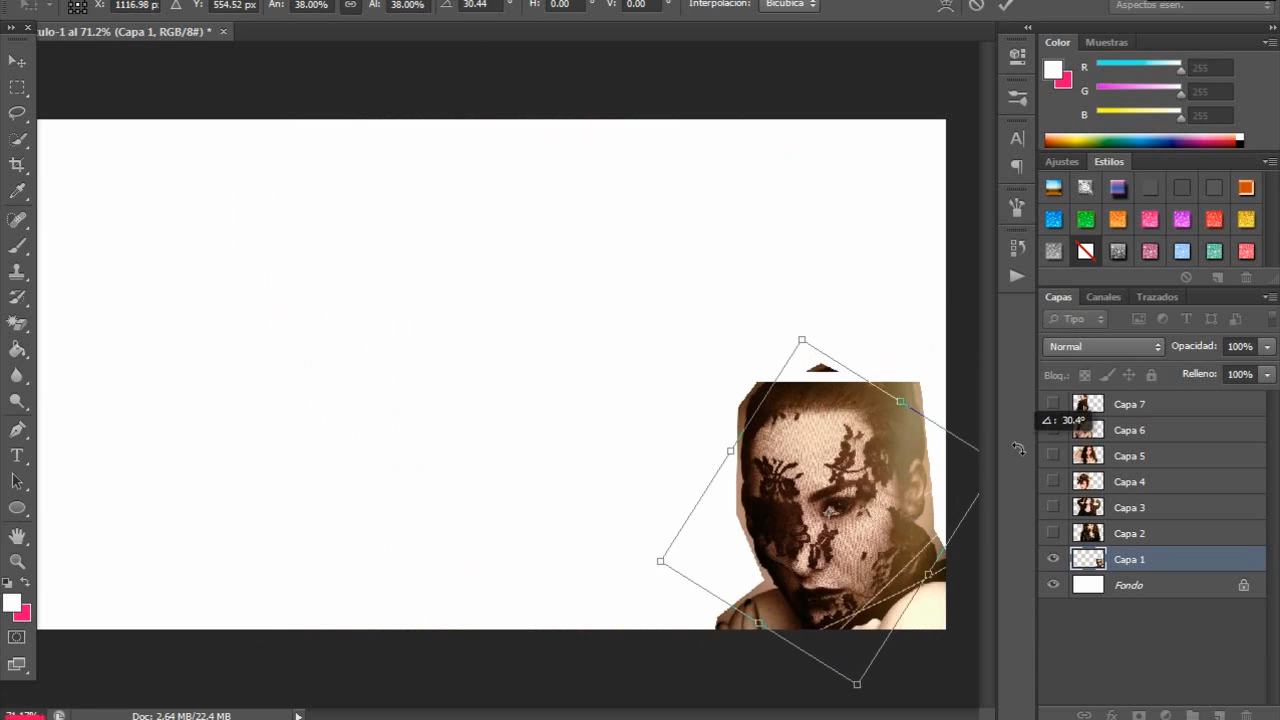 X: 1116.98 p Y: 554.52 px An: 38.00% Al: 38.00% 30.44 ° H: 0.00 ° V: 0.00 ° Interpolación: Bicúbica Aspectos esen.
ulo-1 al 71.2% (Capa 1, RGB/8#) * ×
Color Muestras
R 255
G 255
B 255
Ajustes Estilos
Capas Canales Trazados
Tipo
Normal Opacidad: 100%
Bloq.: Relleno: 100%
Capa 7
30.4°
Capa 6
Capa 5
Capa 4
Capa 3
Capa 2
Capa 1
Fondo
71.17% Doc: 2.64 MB/22.4 MB